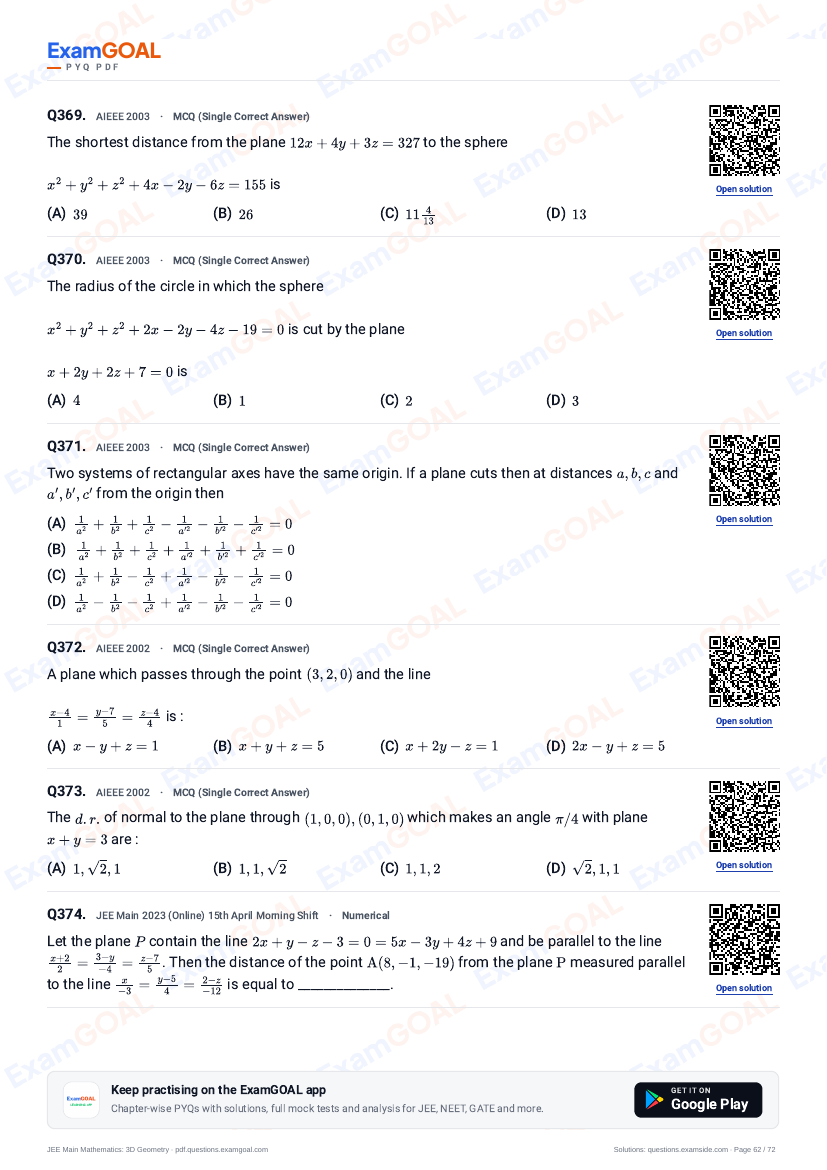 ExamGOAL
PYQ PDF
Q369. AIEEE 2003 · MCQ (Single Correct Answer)
The shortest distance from the plane 12x + 4y + 3z = 327 to the sphere
x² + y² + z² + 4x − 2y − 6z = 155 is
(A) 39 (B) 26 (C) 11 4/13 (D) 13
Open solution
Q370. AIEEE 2003 · MCQ (Single Correct Answer)
The radius of the circle in which the sphere
x² + y² + z² + 2x − 2y − 4z − 19 = 0 is cut by the plane
x + 2y + 2z + 7 = 0 is
(A) 4 (B) 1 (C) 2 (D) 3
Open solution
Q371. AIEEE 2003 · MCQ (Single Correct Answer)
Two systems of rectangular axes have the same origin. If a plane cuts then at distances a, b, c and
a′, b′, c′ from the origin then
(A) 1/a² + 1/b² + 1/c² − 1/a′² − 1/b′² − 1/c′² = 0
(B) 1/a² + 1/b² + 1/c² + 1/a′² + 1/b′² + 1/c′² = 0
(C) 1/a² + 1/b² − 1/c² + 1/a′² − 1/b′² − 1/c′² = 0
(D) 1/a² − 1/b² − 1/c² + 1/a′² − 1/b′² − 1/c′² = 0
Open solution
Q372. AIEEE 2002 · MCQ (Single Correct Answer)
A plane which passes through the point (3, 2, 0) and the line
(x−4)/1 = (y−7)/5 = (z−4)/4 is :
(A) x − y + z = 1 (B) x + y + z = 5 (C) x + 2y − z = 1 (D) 2x − y + z = 5
Open solution
Q373. AIEEE 2002 · MCQ (Single Correct Answer)
The d.r. of normal to the plane through (1, 0, 0), (0, 1, 0) which makes an angle π/4 with plane
x + y = 3 are :
(A) 1, √2, 1 (B) 1, 1, √2 (C) 1, 1, 2 (D) √2, 1, 1
Open solution
Q374. JEE Main 2023 (Online) 15th April Morning Shift · Numerical
Let the plane P contain the line 2x + y − z − 3 = 0 = 5x − 3y + 4z + 9 and be parallel to the line
(x+2)/2 = (3−y)/−4 = (z−7)/5. Then the distance of the point A(8, −1, −19) from the plane P measured parallel
to the line x/−3 = (y−5)/4 = (2−z)/−12 is equal to ______________.
Open solution
Keep practising on the ExamGOAL app
Chapter-wise PYQs with solutions, full mock tests and analysis for JEE, NEET, GATE and more.
GET IT ON
Google Play
JEE Main Mathematics: 3D Geometry · pdf.questions.examgoal.com Solutions: questions.examside.com · Page 62 / 72